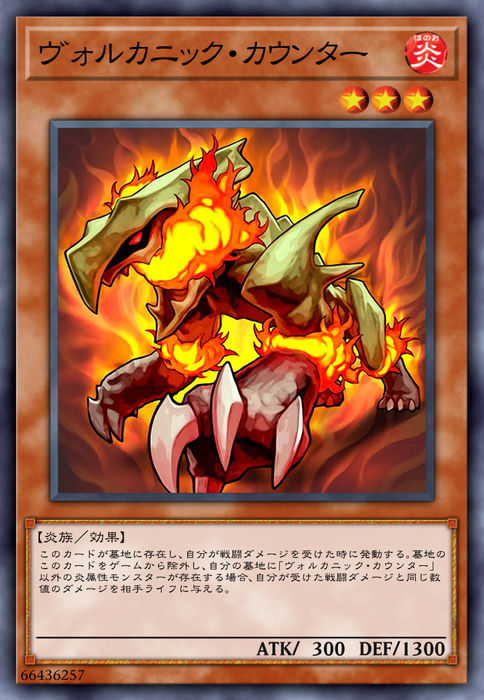 ヴォルカニック・カウンター
ほのお
炎
【炎族／効果】
このカードが墓地に存在し、自分が戦闘ダメージを受けた時に発動する。墓地の
このカードをゲームから除外し、自分の墓地に「ヴォルカニック・カウンター」
以外の炎属性モンスターが存在する場合、自分が受けた戦闘ダメージと同じ数
値のダメージを相手ライフに与える。
ATK/ 300 DEF/1300
66436257